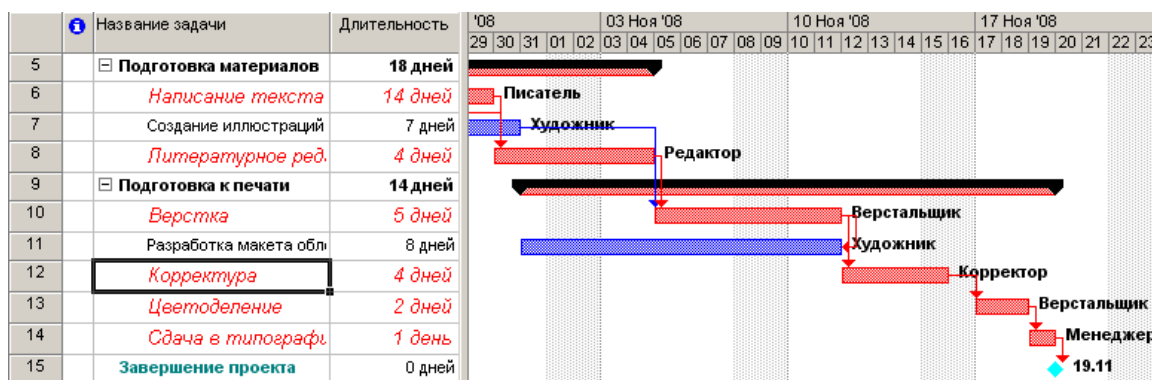 Название задачи Длительность '08 03 Ноя '08 10 Ноя '08 17 Ноя '08
29 30 31 01 02 03 04 05 06 07 08 09 10 11 12 13 14 15 16 17 18 19 20 21 22 23
5 Подготовка материалов 18 дней
6 Написание текста 14 дней Писатель
7 Создание иллюстраций 7 дней Художник
8 Литературное ред. 4 дней Редактор
9 Подготовка к печати 14 дней
10 Верстка 5 дней Верстальщик
11 Разработка макета обл 8 дней Художник
12 Корректура 4 дней Корректор
13 Цветоделение 2 дней Верстальщик
14 Сдача в типографи 1 день Менеджер
15 Завершение проекта 0 дней 19.11